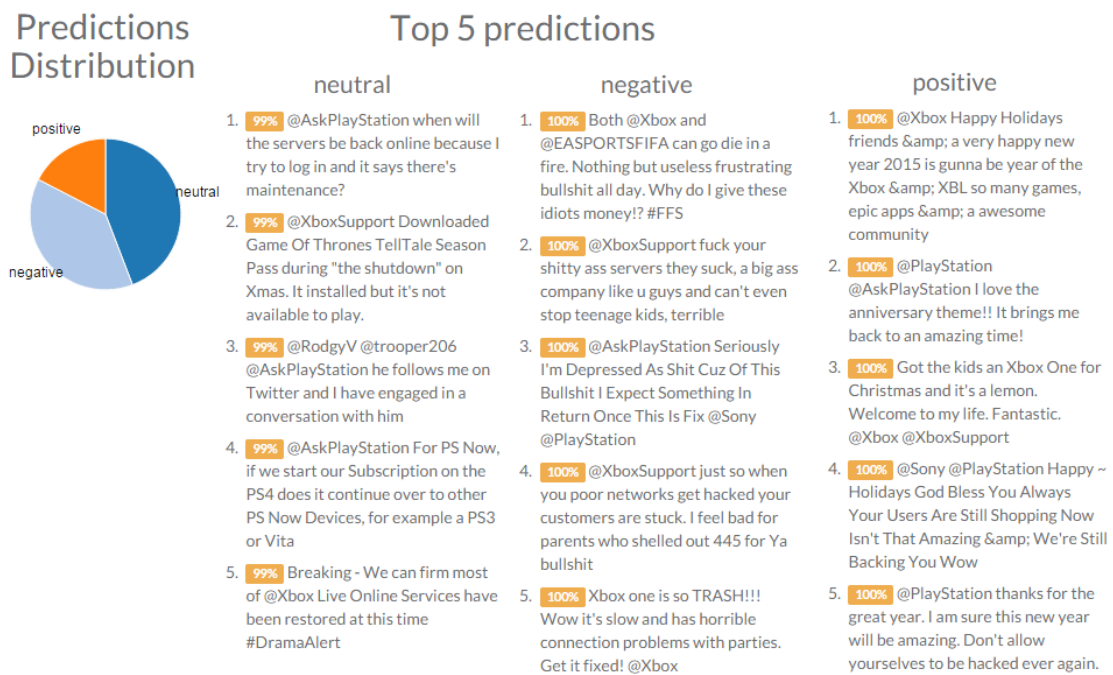 Predictions
Distribution
positive
neutral
negative
Top 5 predictions
neutral
1. 99% @AskPlayStation when will
the servers be back online because I
try to log in and it says there's
maintenance?
2. 99% @XboxSupport Downloaded
Game Of Thrones TellTale Season
Pass during "the shutdown" on
Xmas. It installed but it's not
available to play.
3. 99% @RodgyV @trooper206
@AskPlayStation he follows me on
Twitter and I have engaged in a
conversation with him
4. 99% @AskPlayStation For PS Now,
if we start our Subscription on the
PS4 does it continue over to other
PS Now Devices, for example a PS3
or Vita
5. 99% Breaking - We can firm most
of @Xbox Live Online Services have
been restored at this time
#DramaAlert
negative
1. 100% Both @Xbox and
@EASPORTSFIFA can go die in a
fire. Nothing but useless frustrating
bullshit all day. Why do I give these
idiots money!? #FFS
2. 100% @XboxSupport fuck your
shitty ass servers they suck, a big ass
company like u guys and can't even
stop teenage kids, terrible
3. 100% @AskPlayStation Seriously
I'm Depressed As Shit Cuz Of This
Bullshit I Expect Something In
Return Once This Is Fix @Sony
@PlayStation
4. 100% @XboxSupport just so when
you poor networks get hacked your
customers are stuck. I feel bad for
parents who shelled out 445 for Ya
bullshit
5. 100% Xbox one is so TRASH!!!
Wow it's slow and has horrible
connection problems with parties.
Get it fixed! @Xbox
positive
1. 100% @Xbox Happy Holidays
friends &amp; a very happy new
year 2015 is gunna be year of the
Xbox &amp; XBL so many games,
epic apps &amp; a awesome
community
2. 100% @PlayStation
@AskPlayStation I love the
anniversary theme!! It brings me
back to an amazing time!
3. 100% Got the kids an Xbox One for
Christmas and it's a lemon.
Welcome to my life. Fantastic.
@Xbox @XboxSupport
4. 100% @Sony @PlayStation Happy ~
Holidays God Bless You Always
Your Users Are Still Shopping Now
Isn't That Amazing &amp; We're Still
Backing You Wow
5. 100% @PlayStation thanks for the
great year. I am sure this new year
will be amazing. Don't allow
yourselves to be hacked ever again.